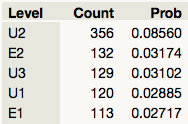 Level Count Prob
U2 356 0.08560
E2 132 0.03174
U3 129 0.03102
U1 120 0.02885
E1 113 0.02717